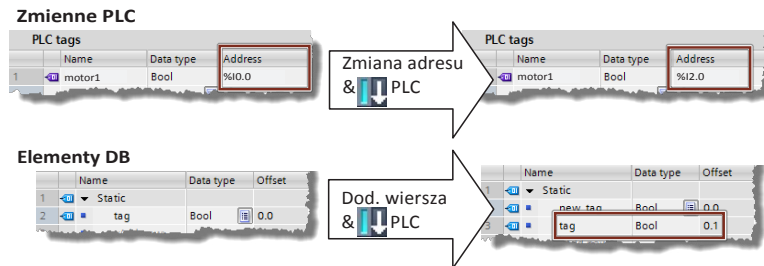 Zmienne PLC
PLC tags
Name Data type Address
1 motor1 Bool %I0.0
Zmiana adresu
& PLC
PLC tags
Name Data type Address
1 motor1 Bool %I2.0
Elementy DB
Name Data type Offset
1 Static
2 tag Bool 0.0
Dod. wiersza
& PLC
Name Data type Offset
1 Static
2 new_tag Bool 0.0
3 tag Bool 0.1